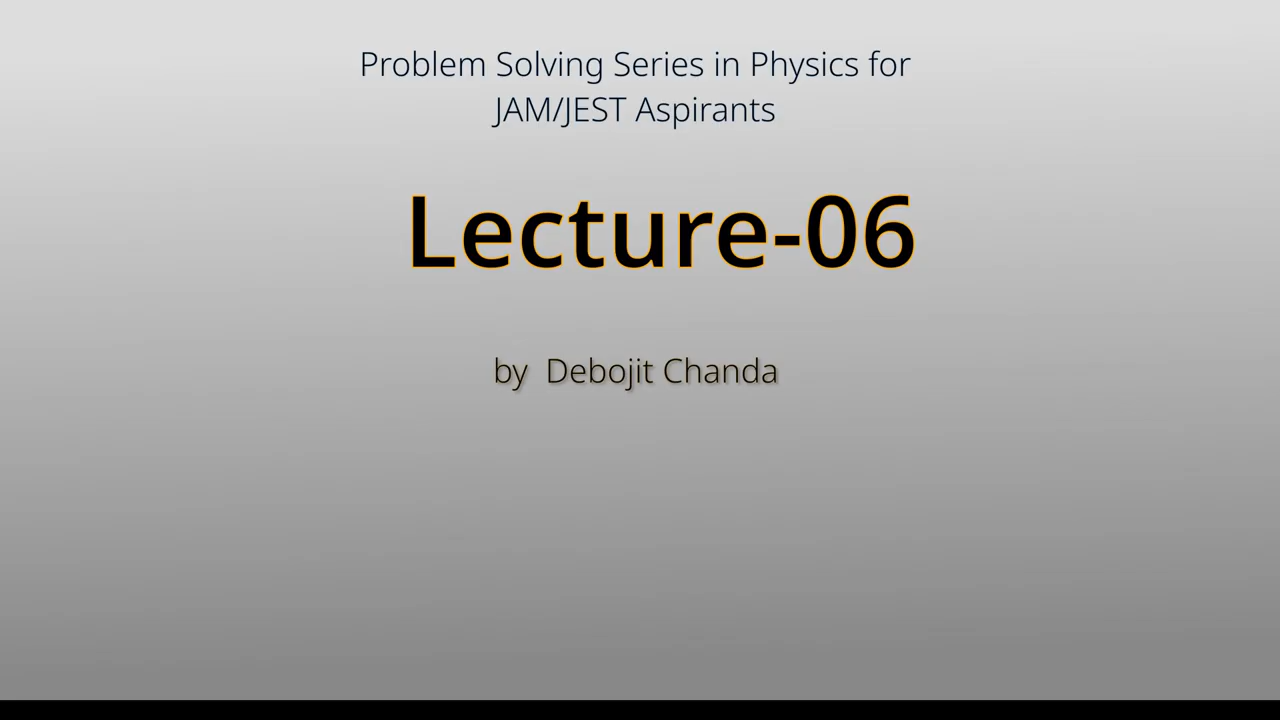 Problem Solving Series in Physics for
JAM/JEST Aspirants
Lecture-06
by Debojit Chanda